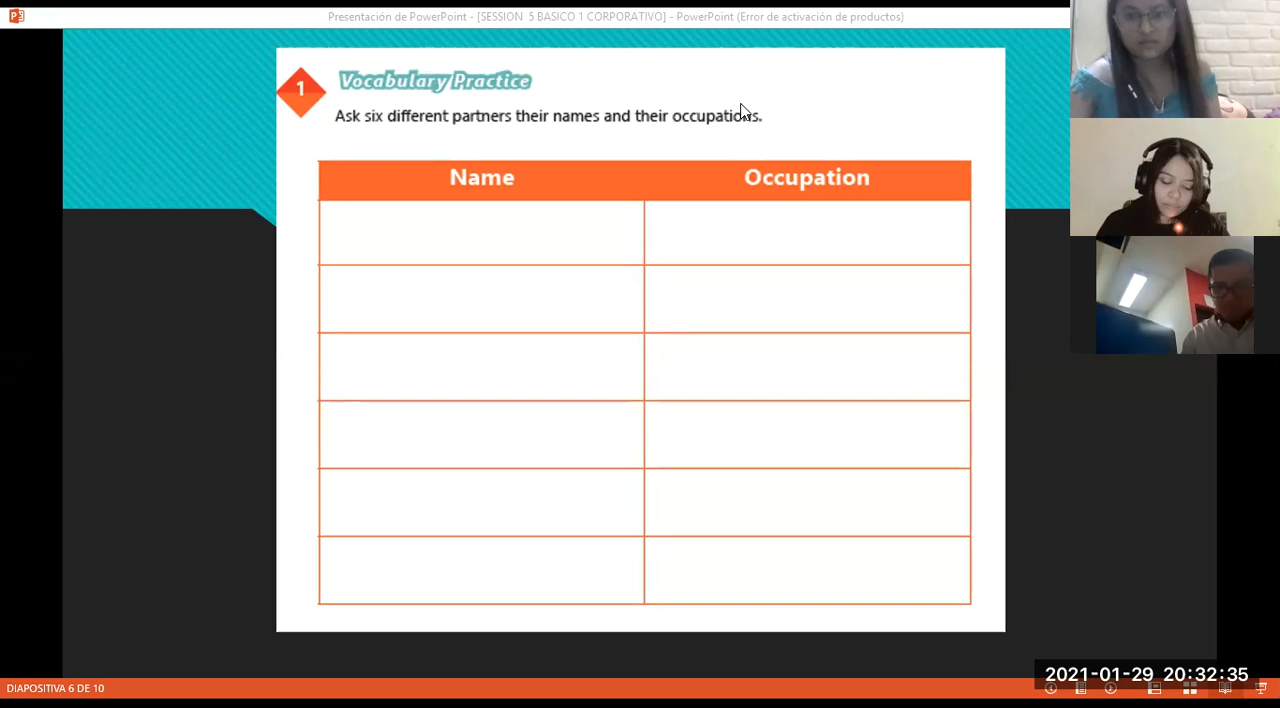 Presentación de PowerPoint - [SESSION  5 BASICO 1 CORPORATIVO] - PowerPoint (Error de activación de productos)
1
Vocabulary Practice
Ask six different partners their names and their occupations.
Name
Occupation
2021-01-29 20:32:35
DIAPOSITIVA 6 DE 10